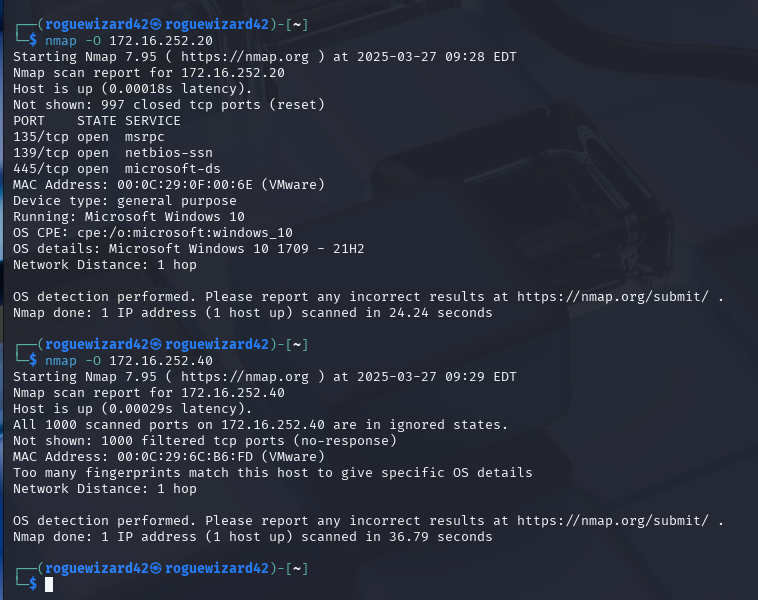 ┌──(roguewizard42㉿roguewizard42)-[~]
└─$ nmap -O 172.16.252.20
Starting Nmap 7.95 ( https://nmap.org ) at 2025-03-27 09:28 EDT
Nmap scan report for 172.16.252.20
Host is up (0.00018s latency).
Not shown: 997 closed tcp ports (reset)
PORT    STATE SERVICE
135/tcp open  msrpc
139/tcp open  netbios-ssn
445/tcp open  microsoft-ds
MAC Address: 00:0C:29:0F:00:6E (VMware)
Device type: general purpose
Running: Microsoft Windows 10
OS CPE: cpe:/o:microsoft:windows_10
OS details: Microsoft Windows 10 1709 - 21H2
Network Distance: 1 hop

OS detection performed. Please report any incorrect results at https://nmap.org/submit/ .
Nmap done: 1 IP address (1 host up) scanned in 24.24 seconds

┌──(roguewizard42㉿roguewizard42)-[~]
└─$ nmap -O 172.16.252.40
Starting Nmap 7.95 ( https://nmap.org ) at 2025-03-27 09:29 EDT
Nmap scan report for 172.16.252.40
Host is up (0.00029s latency).
All 1000 scanned ports on 172.16.252.40 are in ignored states.
Not shown: 1000 filtered tcp ports (no-response)
MAC Address: 00:0C:29:6C:B6:FD (VMware)
Too many fingerprints match this host to give specific OS details
Network Distance: 1 hop

OS detection performed. Please report any incorrect results at https://nmap.org/submit/ .
Nmap done: 1 IP address (1 host up) scanned in 36.79 seconds

┌──(roguewizard42㉿roguewizard42)-[~]
└─$